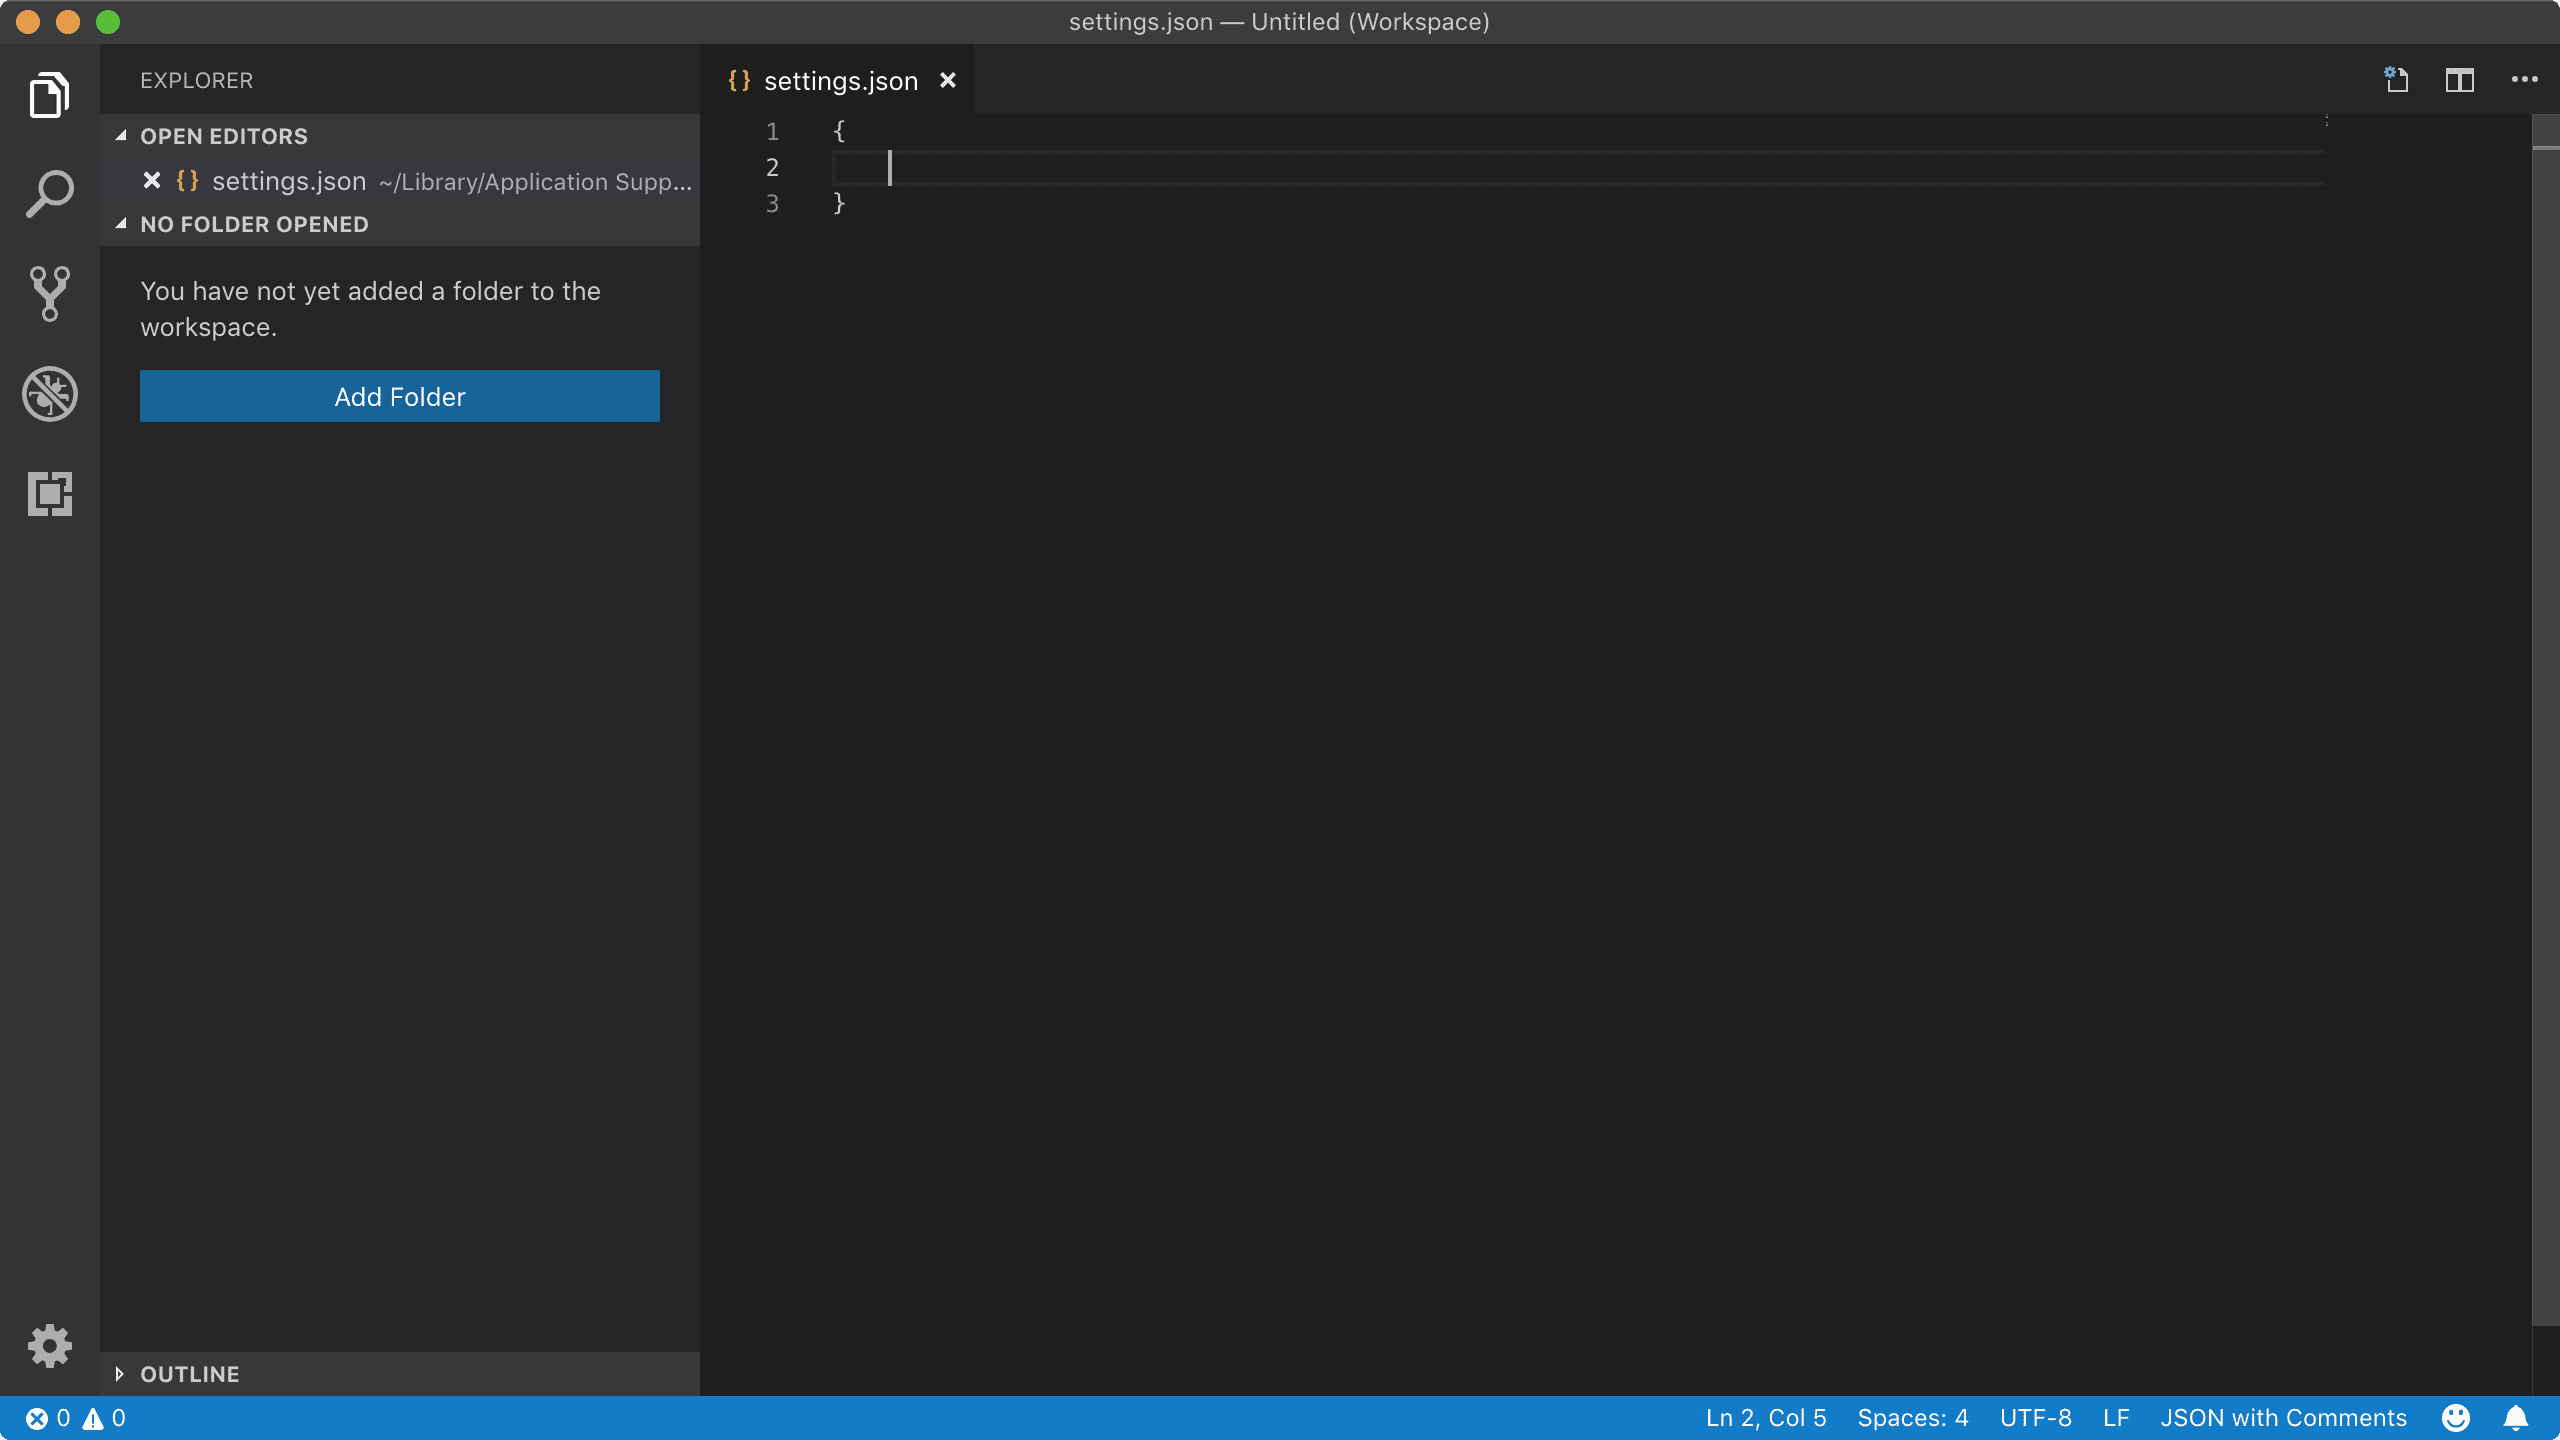 settings.json — Untitled (Workspace)
EXPLORER
OPEN EDITORS
{} settings.json ~/Library/Application Supp...
NO FOLDER OPENED
You have not yet added a folder to the
workspace.
Add Folder
OUTLINE
{} settings.json
1 {
2
3 }
0 0
Ln 2, Col 5 Spaces: 4 UTF-8 LF JSON with Comments